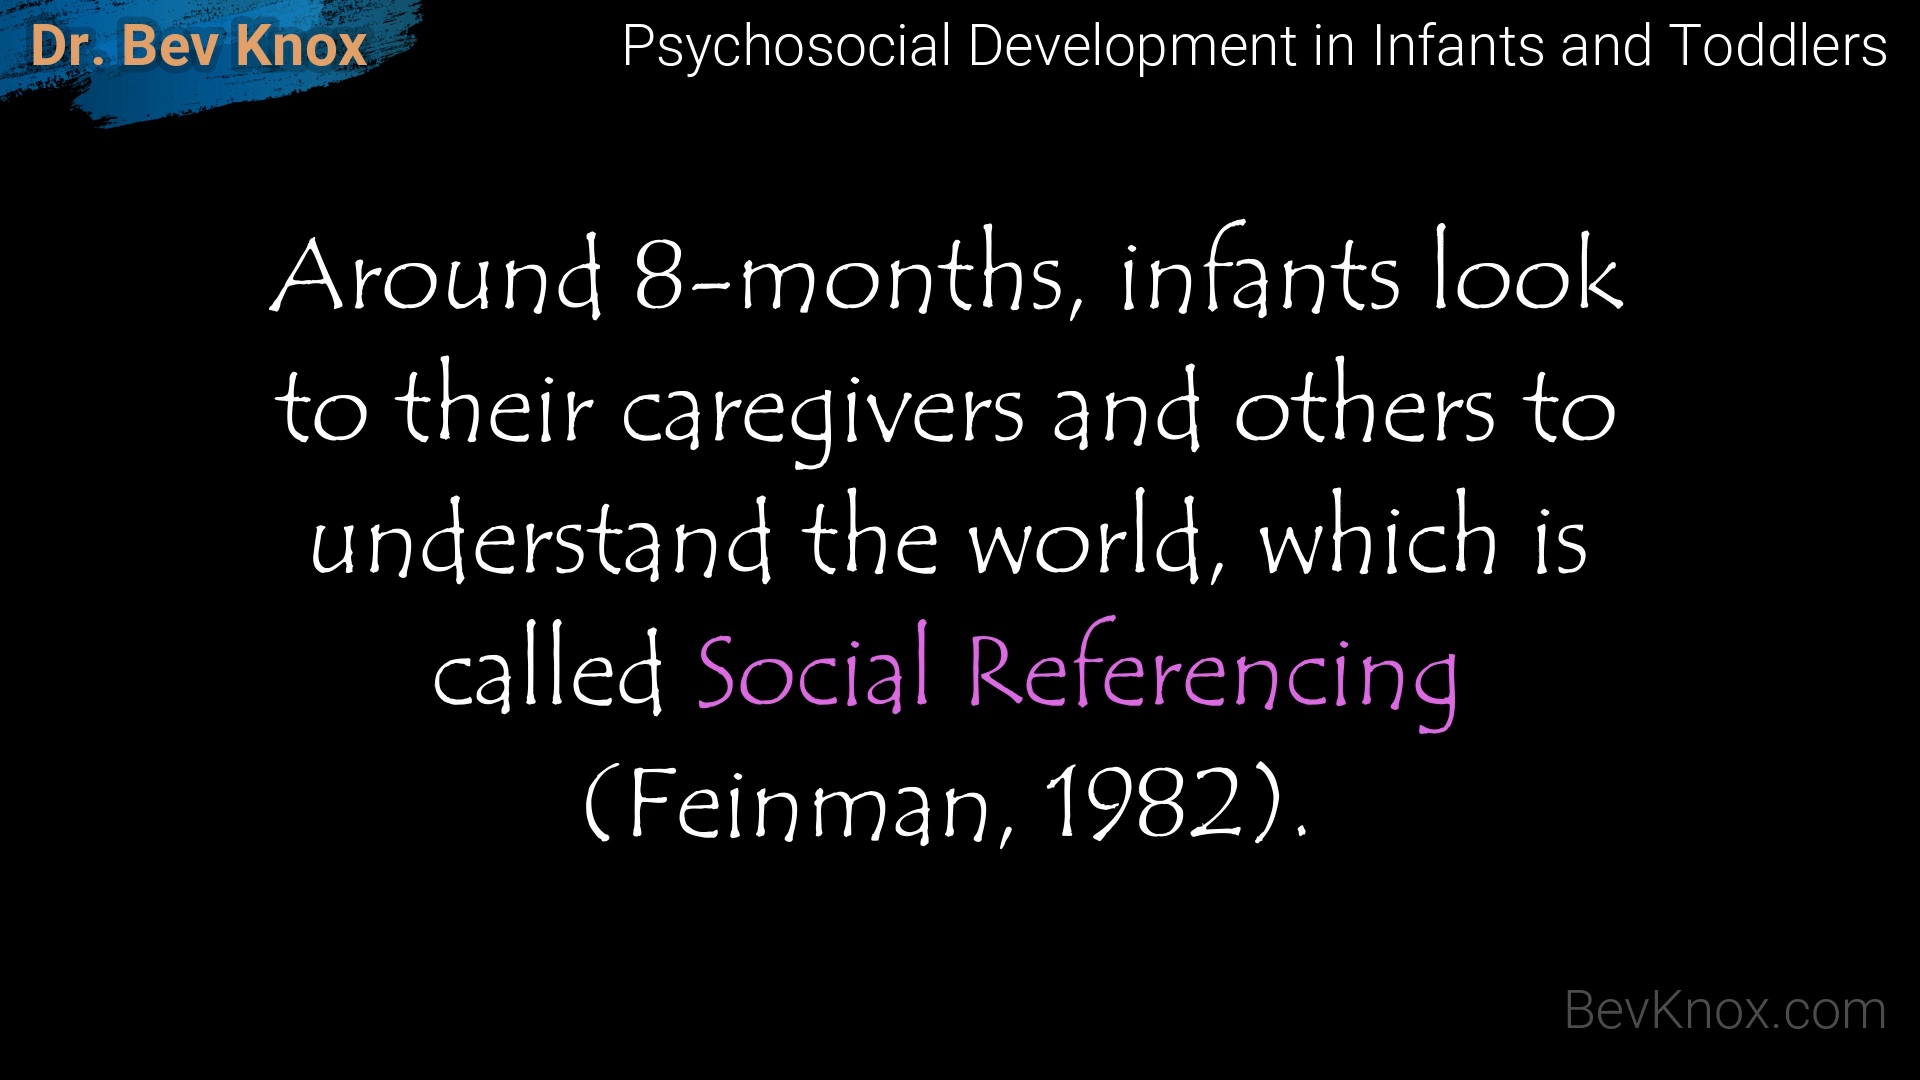 Dr. Bev Knox
Psychosocial Development in Infants and Toddlers
Around 8-months, infants look
to their caregivers and others to
understand the world, which is
called Social Referencing
(Feinman, 1982).
BevKnox.com